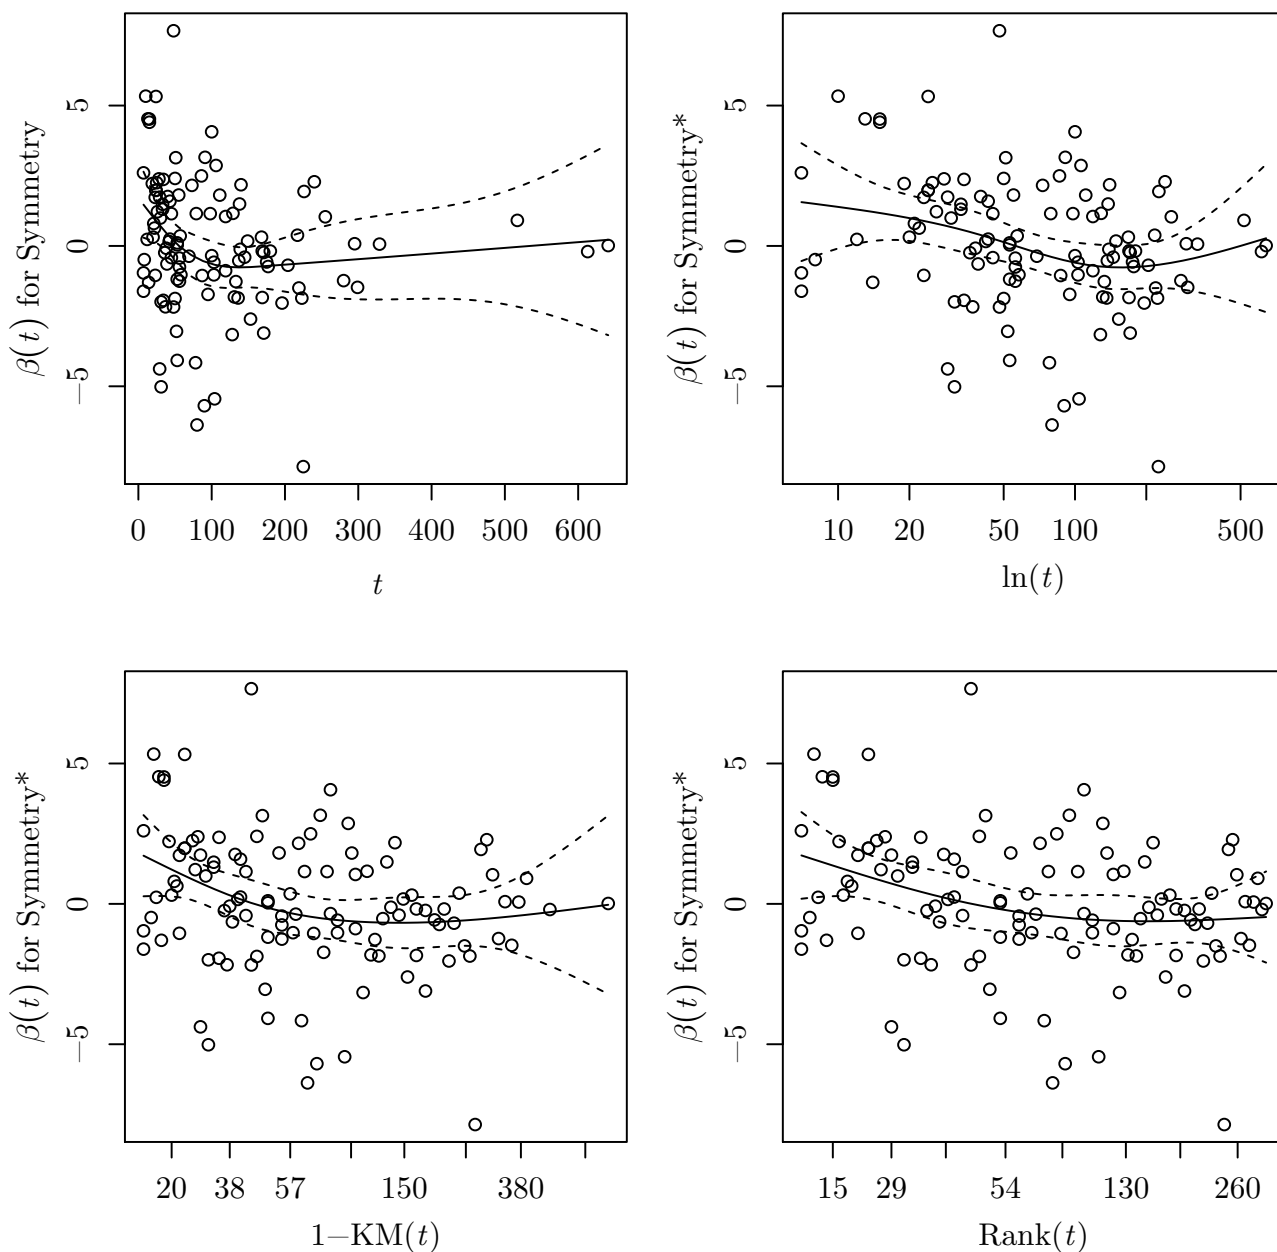 β(t) for Symmetry
5
0
−5
0 100 200 300 400 500 600
t
β(t) for Symmetry*
5
0
−5
10 20 50 100 500
ln(t)
β(t) for Symmetry*
5
0
−5
20 38 57 150 380
1−KM(t)
β(t) for Symmetry*
5
0
−5
15 29 54 130 260
Rank(t)